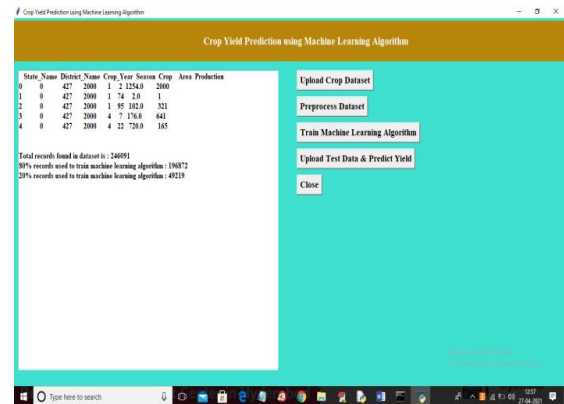 Crop Yield Prediction using Machine Learning Algorithm
Crop Yield Prediction using Machine Learning Algorithm
State_Name District_Name Crop_Year Season Crop Area Production
0 0 427 2000 1 2 1254.0 2000
1 0 427 2000 1 74 2.0 1
2 0 427 2000 1 95 102.0 321
3 0 427 2000 4 7 176.0 641
4 0 427 2000 4 22 720.0 165
Total records found in dataset is : 246091
80% records used to train machine learning algorithm : 196872
20% records used to train machine learning algorithm : 49219
Upload Crop Dataset
Preprocess Dataset
Train Machine Learning Algorithm
Upload Test Data & Predict Yield
Close
Type here to search
12:57
27-04-2021